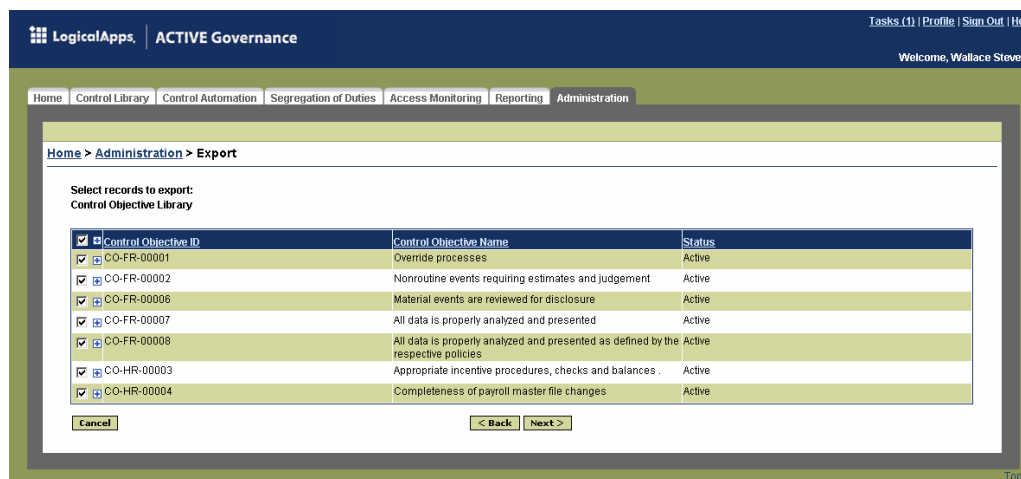 Tasks (1) | Profile | Sign Out | He
LogicalApps. ACTIVE Governance
Welcome, Wallace Steve
Home Control Library Control Automation Segregation of Duties Access Monitoring Reporting Administration
Home > Administration > Export
Select records to export:
Control Objective Library
Control Objective ID Control Objective Name Status
CO-FR-00001 Override processes Active
CO-FR-00002 Nonroutine events requiring estimates and judgement Active
CO-FR-00006 Material events are reviewed for disclosure Active
CO-FR-00007 All data is properly analyzed and presented Active
CO-FR-00008 All data is properly analyzed and presented as defined by the Active
respective policies
CO-HR-00003 Appropriate incentive procedures, checks and balances . Active
CO-HR-00004 Completeness of payroll master file changes Active
Cancel < Back Next >
Top